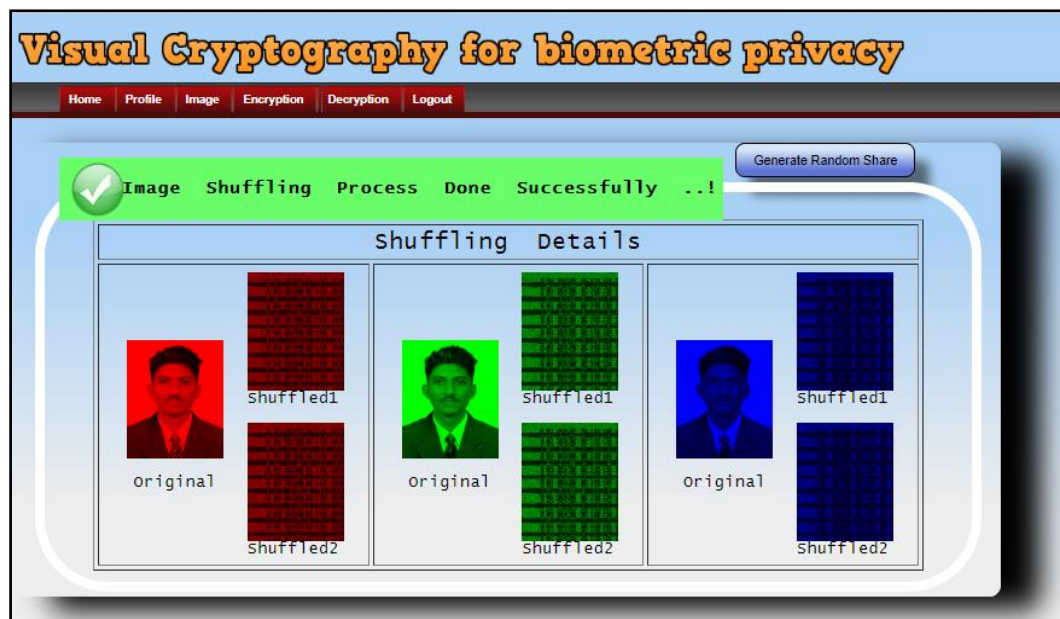 Visual Cryptography for biometric privacy
Home Profile Image Encryption Decryption Logout
Generate Random Share
Image Shuffling Process Done Successfully ..!
Shuffling Details
Shuffled1
Original
Shuffled2
Shuffled1
Original
Shuffled2
Shuffled1
Original
Shuffled2